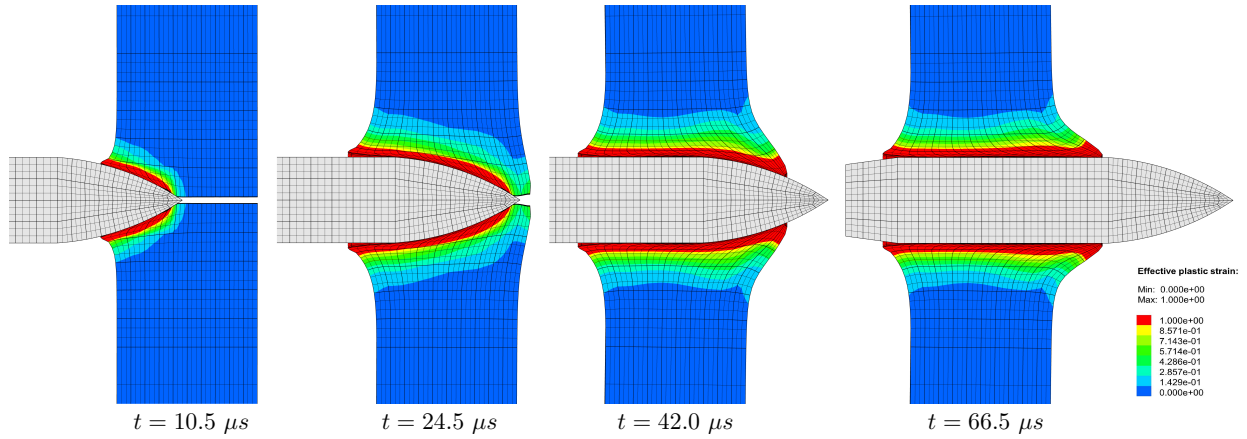 Effective plastic strain:
Min: 0.000e+00
Max: 1.000e+00
1.000e+00
8.571e-01
7.143e-01
5.714e-01
4.286e-01
2.857e-01
1.429e-01
0.000e+00
t = 10.5 μs
t = 24.5 μs
t = 42.0 μs
t = 66.5 μs